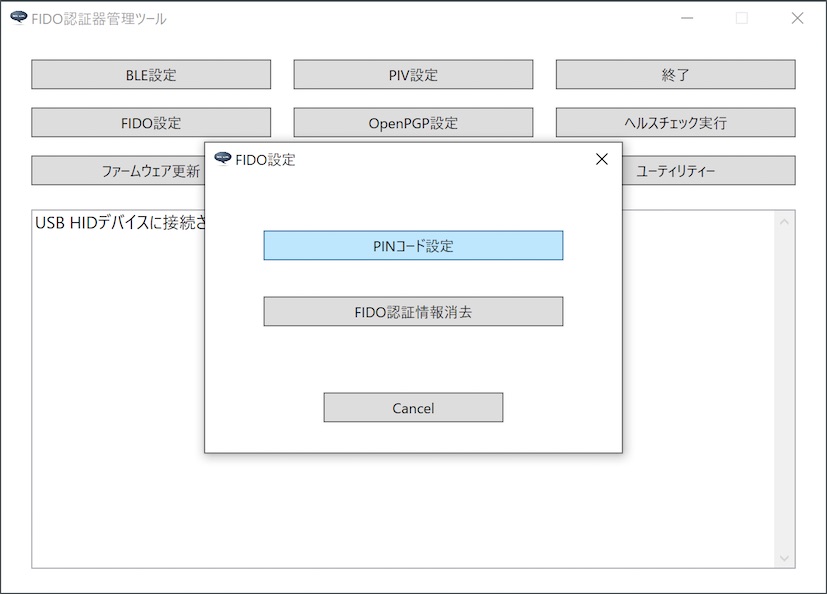 FIDO認証器管理ツール
BLE設定
PIV設定
終了
FIDO設定
OpenPGP設定
ヘルスチェック実行
ファームウェア更新
ユーティリティー
USB HIDデバイスに接続さ
FIDO設定
PINコード設定
FIDO認証情報消去
Cancel